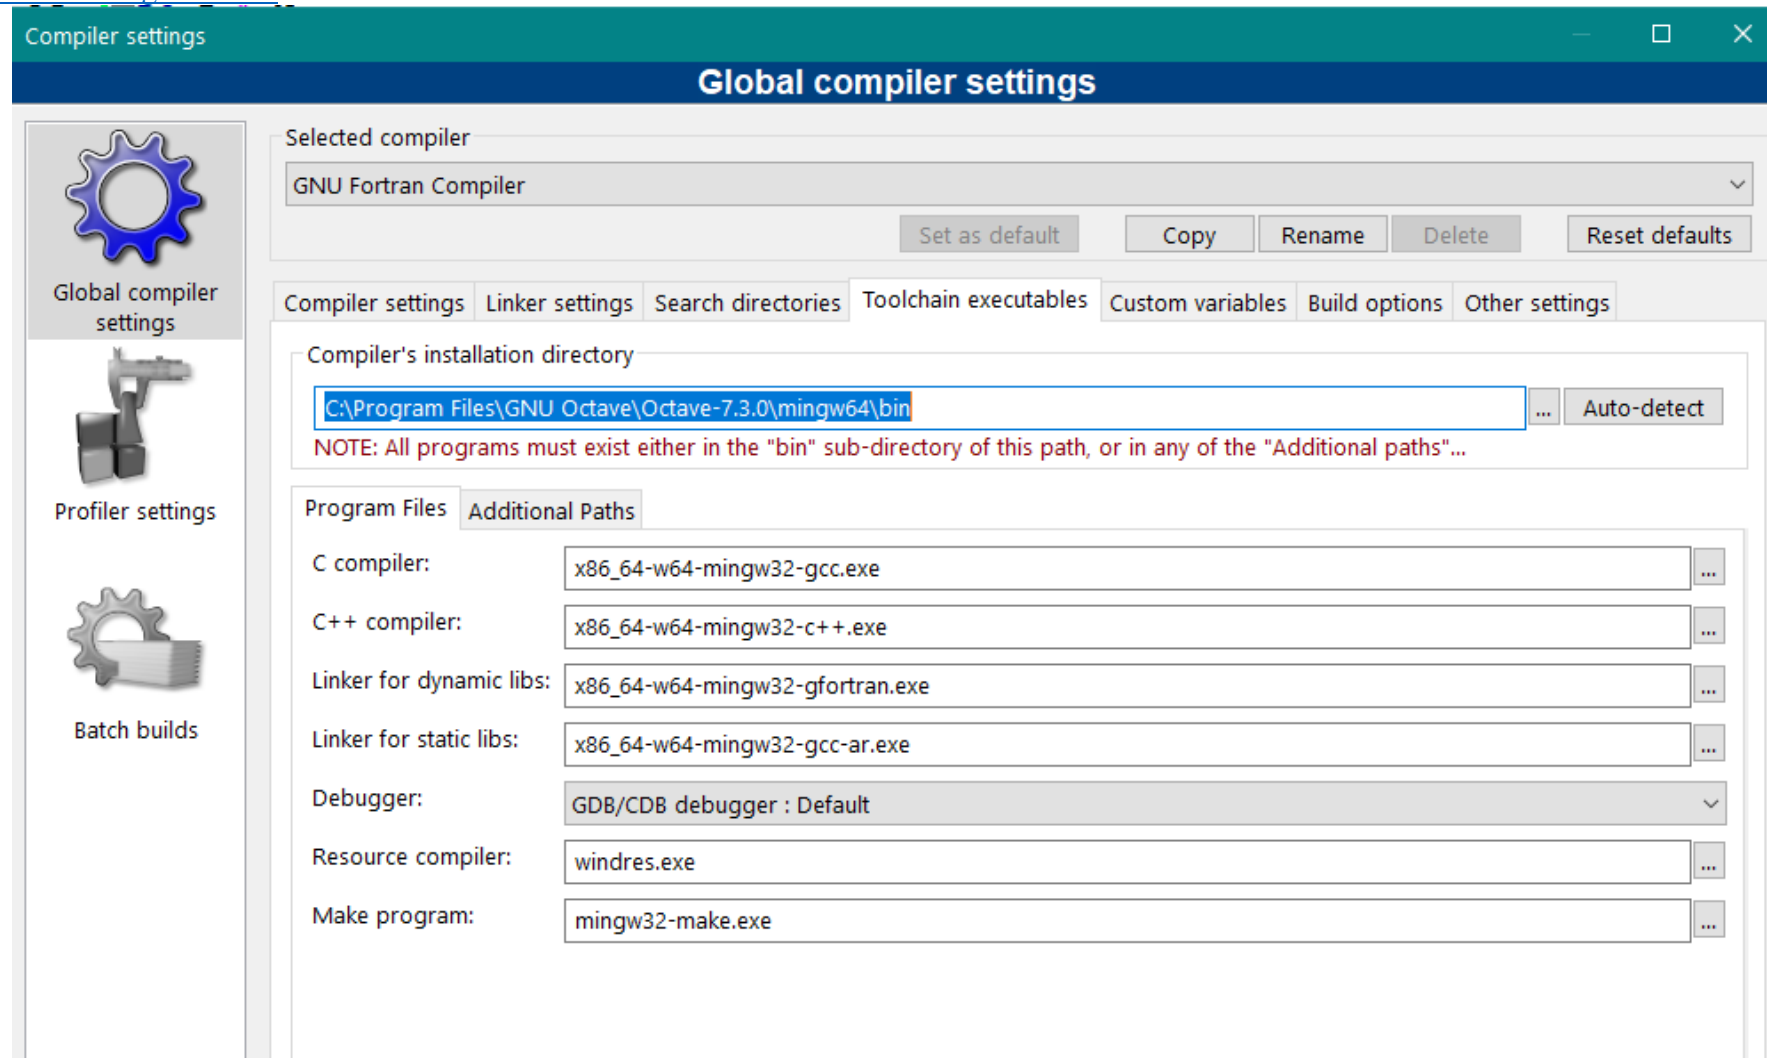 Compiler settings
Global compiler settings
Global compiler
settings
Profiler settings
Batch builds
Selected compiler
GNU Fortran Compiler
Set as default Copy Rename Delete Reset defaults
Compiler settings Linker settings Search directories Toolchain executables Custom variables Build options Other settings
Compiler's installation directory
C:\Program Files\GNU Octave\Octave-7.3.0\mingw64\bin ... Auto-detect
NOTE: All programs must exist either in the "bin" sub-directory of this path, or in any of the "Additional paths"...
Program Files Additional Paths
C compiler: x86_64-w64-mingw32-gcc.exe ...
C++ compiler: x86_64-w64-mingw32-c++.exe ...
Linker for dynamic libs: x86_64-w64-mingw32-gfortran.exe ...
Linker for static libs: x86_64-w64-mingw32-gcc-ar.exe ...
Debugger: GDB/CDB debugger : Default
Resource compiler: windres.exe ...
Make program: mingw32-make.exe ...